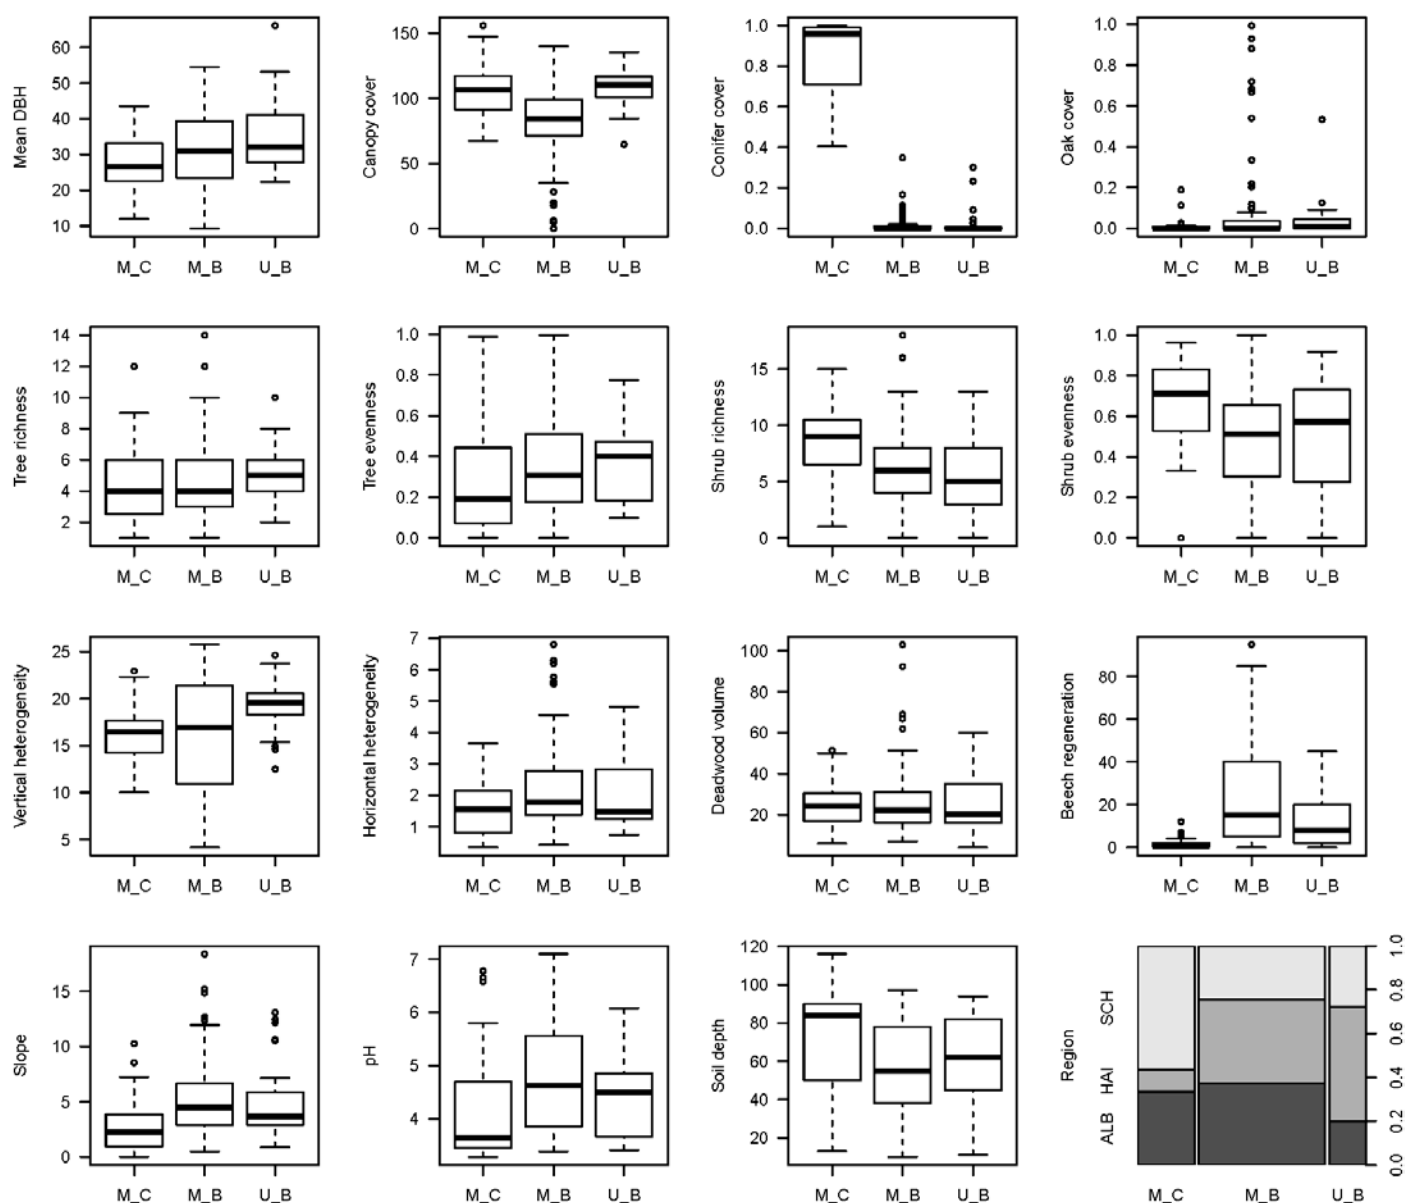 Mean DBH
60
50
40
30
20
10
M_C M_B U_B
Canopy cover
150
100
50
0
M_C M_B U_B
Conifer cover
1.0
0.8
0.6
0.4
0.2
0.0
M_C M_B U_B
Oak cover
1.0
0.8
0.6
0.4
0.2
0.0
M_C M_B U_B
Tree richness
14
12
10
8
6
4
2
M_C M_B U_B
Tree evenness
1.0
0.8
0.6
0.4
0.2
0.0
M_C M_B U_B
Shrub richness
15
10
5
0
M_C M_B U_B
Shrub evenness
1.0
0.8
0.6
0.4
0.2
0.0
M_C M_B U_B
Vertical heterogeneity
25
20
15
10
5
M_C M_B U_B
Horizontal heterogeneity
7
6
5
4
3
2
1
M_C M_B U_B
Deadwood volume
100
80
60
40
20
M_C M_B U_B
Beech regeneration
80
60
40
20
0
M_C M_B U_B
Slope
15
10
5
0
M_C M_B U_B
pH
7
6
5
4
M_C M_B U_B
Soil depth
120
100
80
60
40
20
M_C M_B U_B
Region
SCH
HAI
ALB
1.0
0.8
0.6
0.4
0.2
0.0
M_C M_B U_B